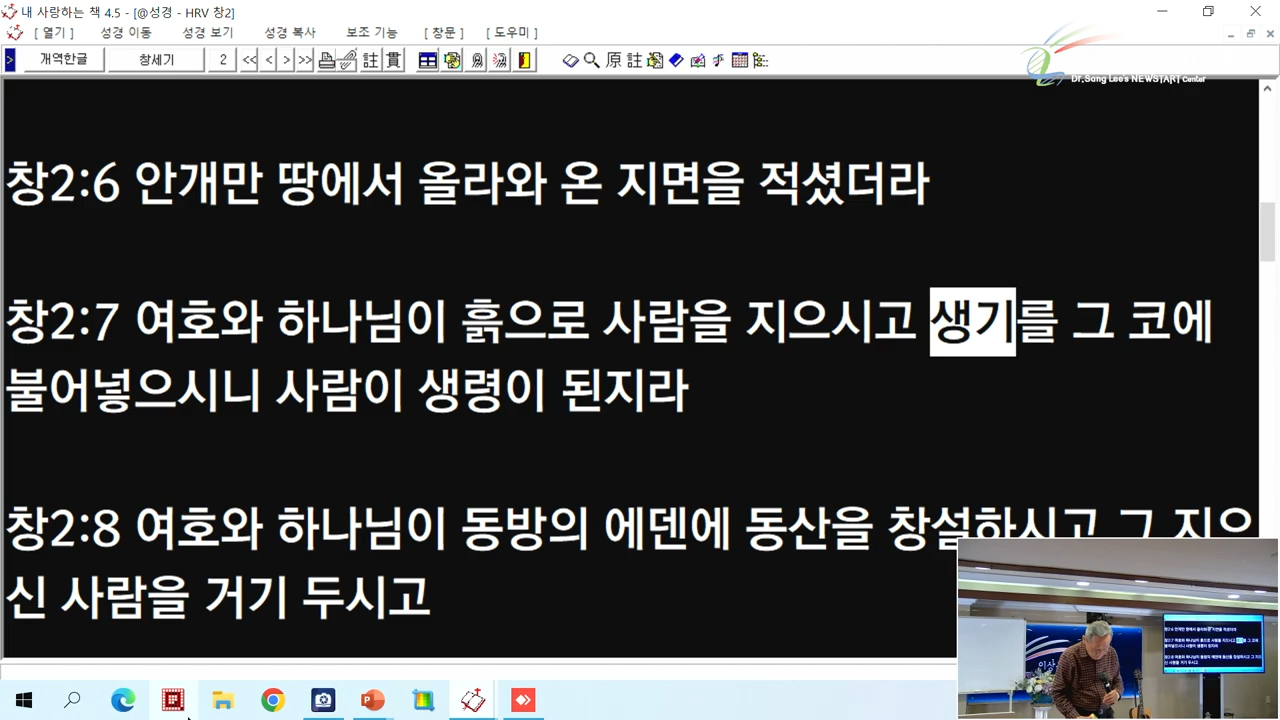 내 사랑하는 책 4.5 - [@성경 - HRV 창2]
[ 열기 ] 성경 이동 성경 보기 성경 복사 보조 기능 [ 창문 ] [ 도우미 ]
개역한글 창세기 2 << < > >> 註 貫 原 註
Dr.Sang Lee's NEWSTART Center
창2:6 안개만 땅에서 올라와 온 지면을 적셨더라
창2:7 여호와 하나님이 흙으로 사람을 지으시고 생기를 그 코에
불어넣으시니 사람이 생령이 된지라
창2:8 여호와 하나님이 동방의 에덴에 동산을 창설하시고 그 지으
신 사람을 거기 두시고